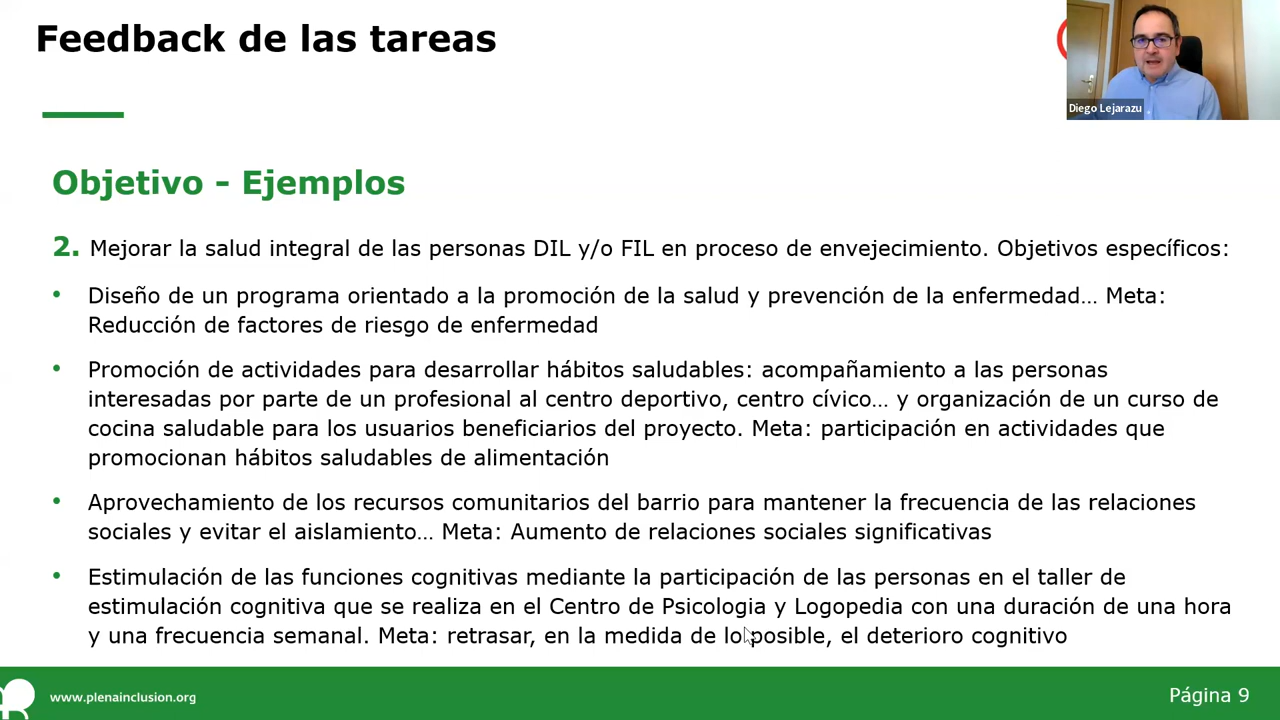 Feedback de las tareas
Diego Lejarazu
Objetivo - Ejemplos
2. Mejorar la salud integral de las personas DIL y/o FIL en proceso de envejecimiento. Objetivos específicos:
• Diseño de un programa orientado a la promoción de la salud y prevención de la enfermedad… Meta:
Reducción de factores de riesgo de enfermedad
• Promoción de actividades para desarrollar hábitos saludables: acompañamiento a las personas
interesadas por parte de un profesional al centro deportivo, centro cívico… y organización de un curso de
cocina saludable para los usuarios beneficiarios del proyecto. Meta: participación en actividades que
promocionan hábitos saludables de alimentación
• Aprovechamiento de los recursos comunitarios del barrio para mantener la frecuencia de las relaciones
sociales y evitar el aislamiento… Meta: Aumento de relaciones sociales significativas
• Estimulación de las funciones cognitivas mediante la participación de las personas en el taller de
estimulación cognitiva que se realiza en el Centro de Psicologia y Logopedia con una duración de una hora
y una frecuencia semanal. Meta: retrasar, en la medida de lo posible, el deterioro cognitivo
www.plenainclusion.org
Página 9